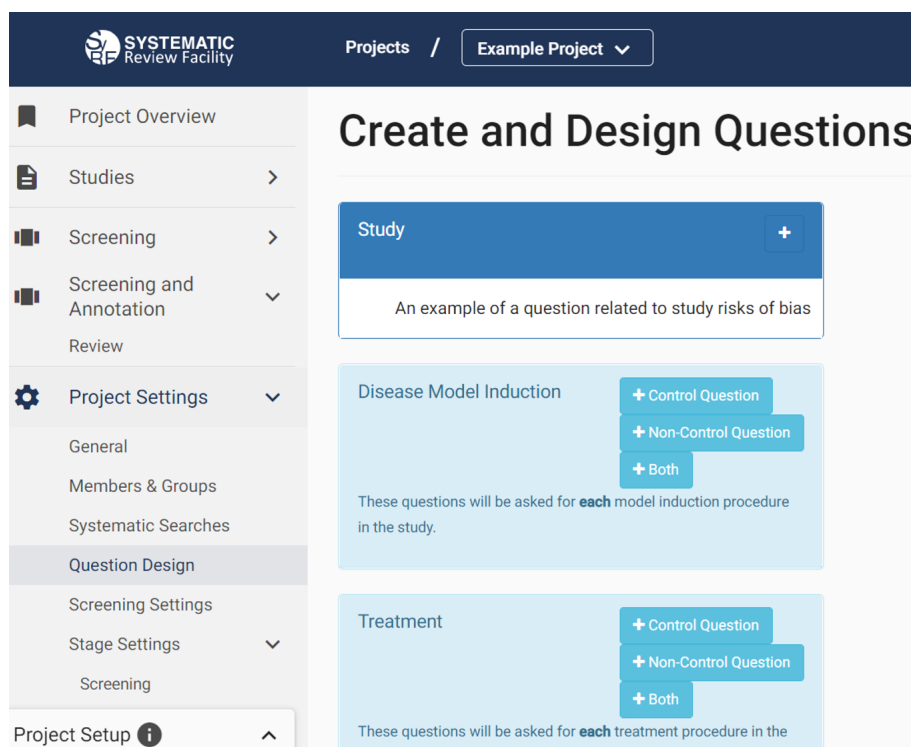 SYSTEMATIC
Review Facility
Projects / Example Project
Project Overview
Studies
Screening
Screening and
Annotation
Review
Project Settings
General
Members & Groups
Systematic Searches
Question Design
Screening Settings
Stage Settings
Screening
Project Setup
Create and Design Questions
Study
An example of a question related to study risks of bias
Disease Model Induction
+ Control Question
+ Non-Control Question
+ Both
These questions will be asked for each model induction procedure
in the study.
Treatment
+ Control Question
+ Non-Control Question
+ Both
These questions will be asked for each treatment procedure in the